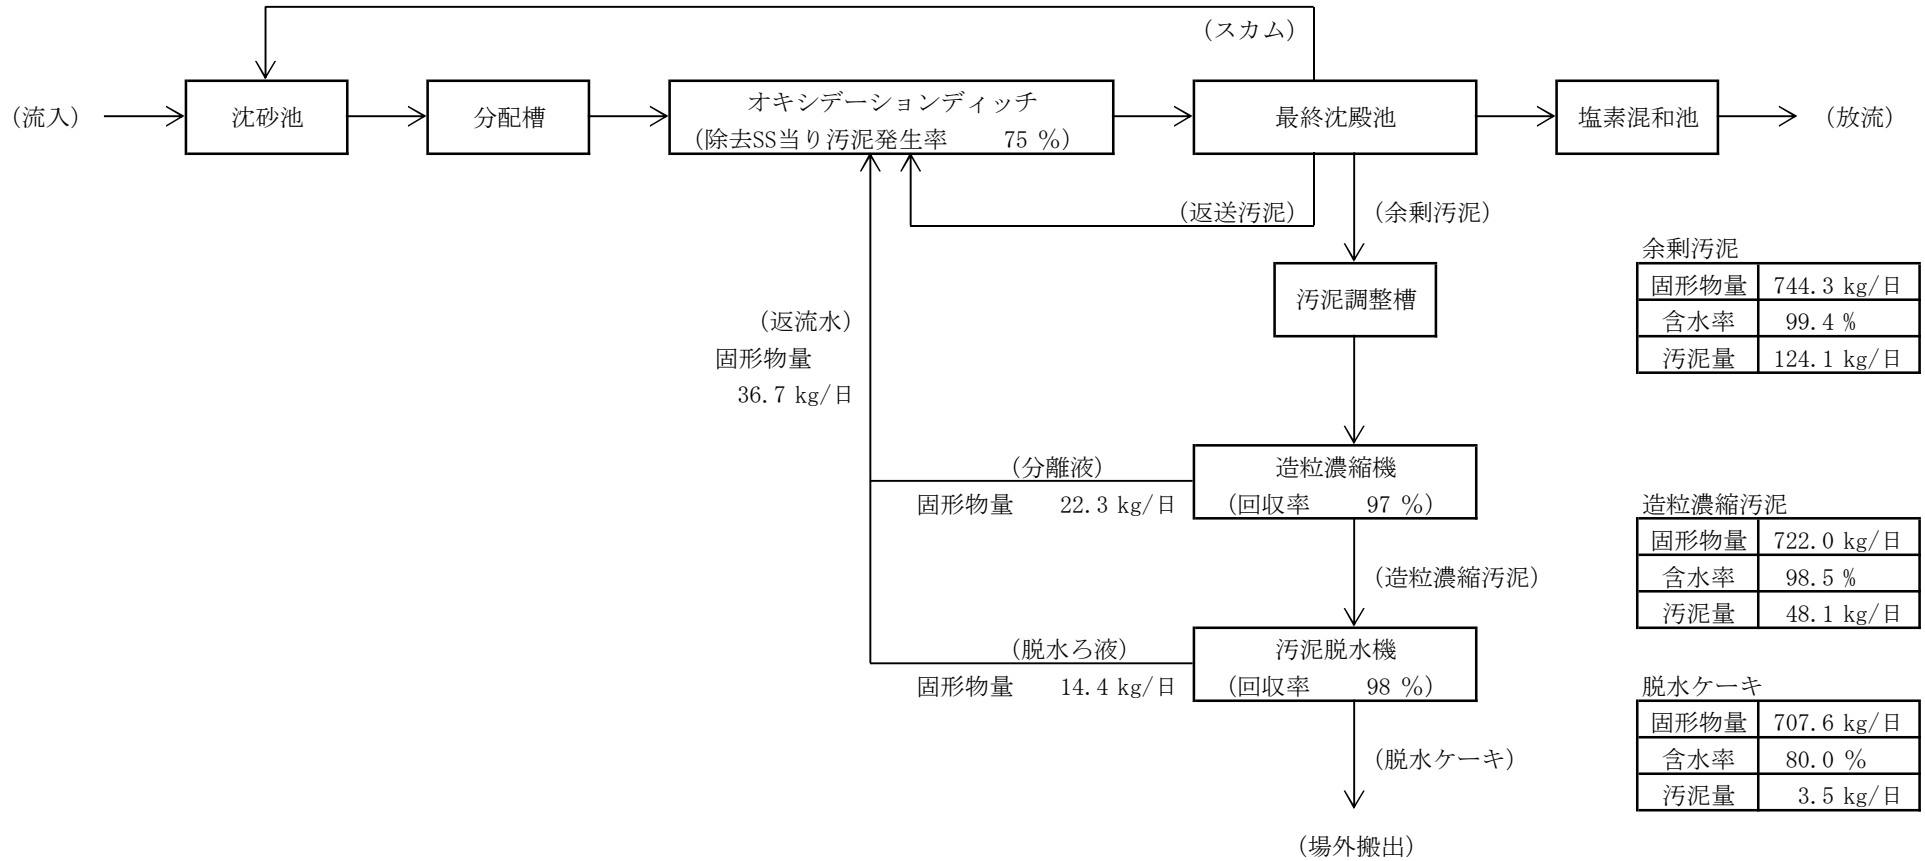 (スカム)
(流入)
沈砂池
分配槽
オキシデーションディッチ
(除去SS当り汚泥発生率 75 %)
最終沈殿池
塩素混和池
(放流)
(返送汚泥)
(余剰汚泥)
余剰汚泥
固形物量 744.3 kg/日
含水率 99.4 %
汚泥量 124.1 kg/日
汚泥調整槽
(返流水)
固形物量
36.7 kg/日
(分離液)
固形物量 22.3 kg/日
造粒濃縮機
(回収率 97 %)
造粒濃縮汚泥
固形物量 722.0 kg/日
含水率 98.5 %
汚泥量 48.1 kg/日
(造粒濃縮汚泥)
(脱水ろ液)
固形物量 14.4 kg/日
汚泥脱水機
(回収率 98 %)
脱水ケーキ
固形物量 707.6 kg/日
含水率 80.0 %
汚泥量 3.5 kg/日
(脱水ケーキ)
(場外搬出)